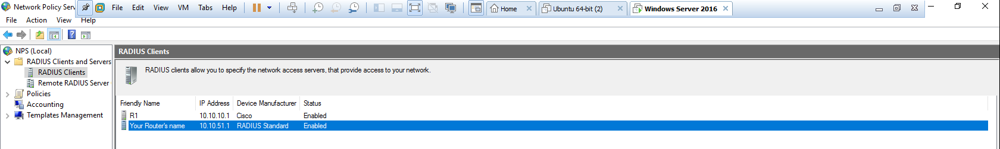 Network Policy Serv File Edit View VM Tabs Help Home Ubuntu 64-bit (2) Windows Server 2016
File Action View Help
NPS (Local)
RADIUS Clients and Servers
RADIUS Clients
Remote RADIUS Server
Policies
Accounting
Templates Management
RADIUS Clients
RADIUS clients allow you to specify the network access servers, that provide access to your network.
Friendly Name IP Address Device Manufacturer Status
R1 10.10.10.1 Cisco Enabled
Your Router's name 10.10.51.1 RADIUS Standard Enabled